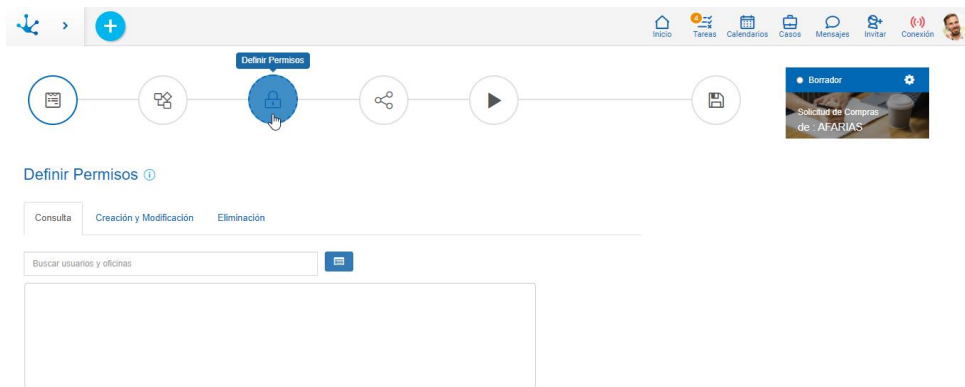 4
Inicio
Tareas
Calendarios
Casos
Mensajes
Invitar
Conexión
Definir Permisos
Borrador
Solicitud de Compras
de : AFARIAS
Definir Permisos
Consulta
Creación y Modificación
Eliminación
Buscar usuarios y oficinas